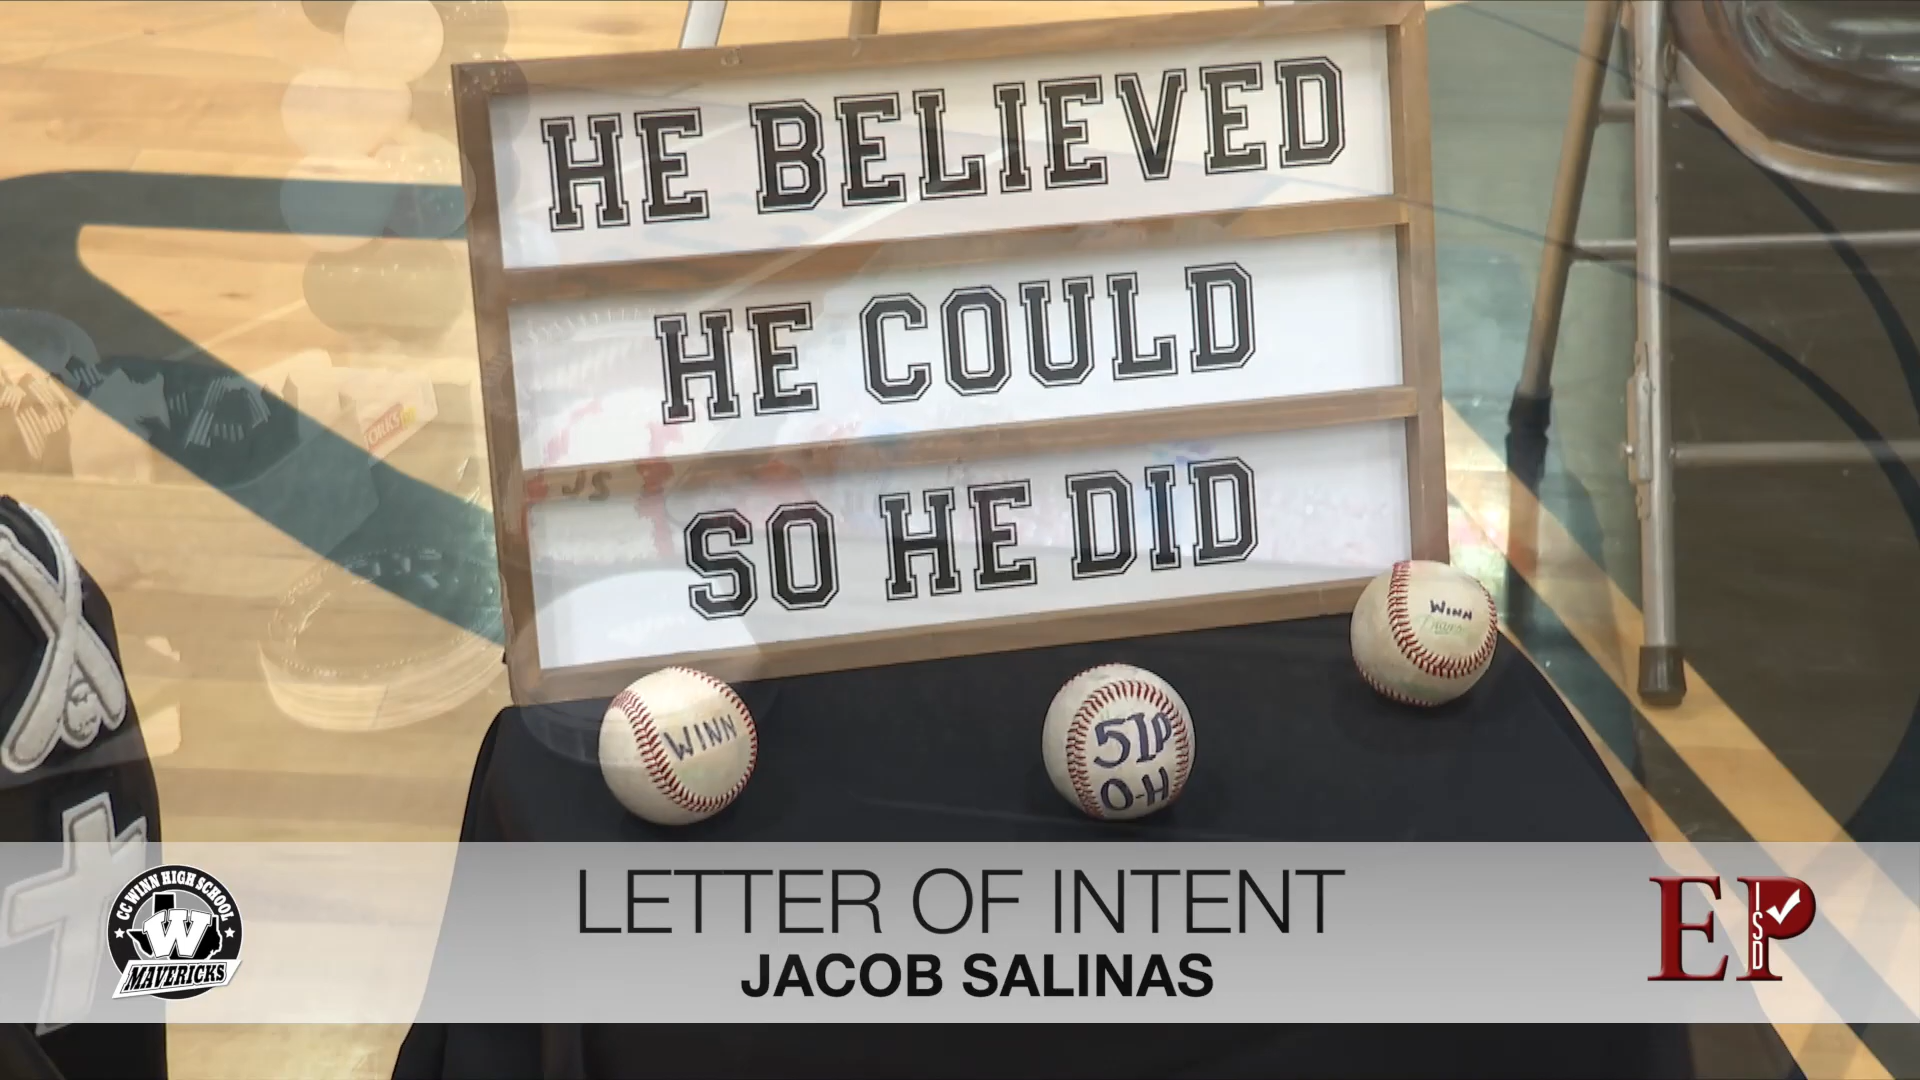 HE BELIEVED
HE COULD
SO HE DID
JS
WINN
51P
O-H
WINN
LETTER OF INTENT
JACOB SALINAS
CC WINN HIGH SCHOOL
W
MAVERICKS
EP
ISD